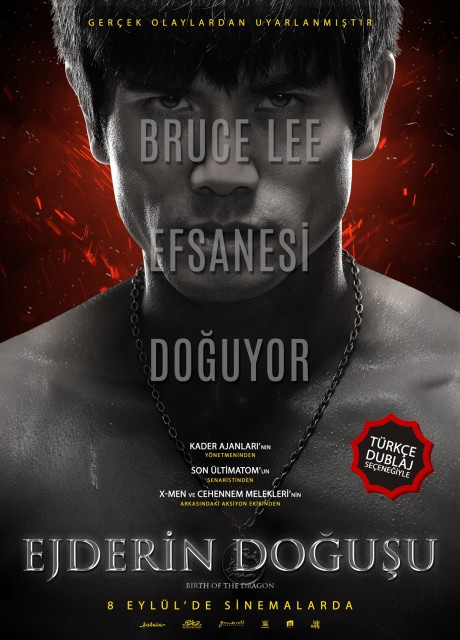 GERÇEK OLAYLARDAN UYARLANMIŞTIR
BRUCE LEE
EFSANESİ
DOĞUYOR
KADER AJANLARI'NIN
YÖNETMENİNDEN
SON ÜLTİMATOM'UN
SENARİSTİNDEN
X-MEN VE CEHENNEM MELEKLERİ'NİN
ARKASINDAKİ AKSİYON EKİBİNDEN
TÜRKÇE
DUBLAJ
SEÇENEĞİYLE
EJDERİN DOĞUŞU
BIRTH OF THE DRAGON
8 EYLÜL'DE SİNEMALARDA